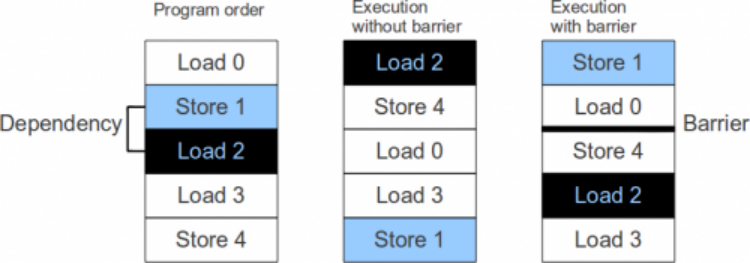 Program order
Execution
without barrier
Execution
with barrier
Load 0
Store 1
Load 2
Load 3
Store 4
Dependency
Load 2
Store 4
Load 0
Load 3
Store 1
Store 1
Load 0
Store 4
Load 2
Load 3
Barrier